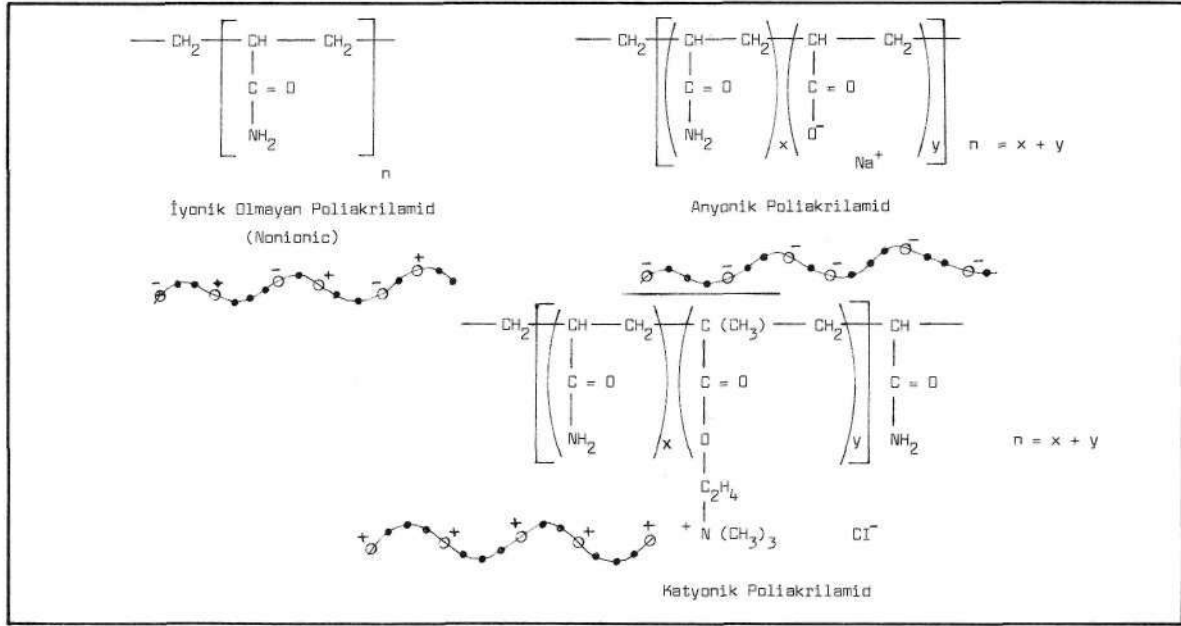 — CH2 — CH — CH2 —
C = O
NH2
n
İyonik Olmayan Poliakrilamid
(Nonionic)
— CH2 — CH — CH2 — CH — CH2 —
C = O C = O
NH2 O-
x y n = x + y
Na+
Anyonik Poliakrilamid
- + - + - +
- - - - - -
— CH2 — CH — CH2 — C (CH3) — CH2 — CH —
C = O C = O C = O
NH2 x O y NH2 n = x + y
C2H4
+ N (CH3)3 CI-
+ + + + +
Katyonik Poliakrilamid